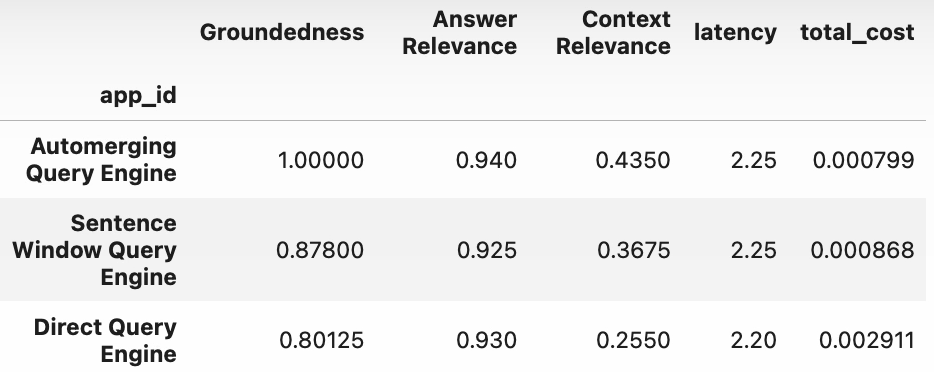 Groundedness Answer Relevance Context Relevance latency total_cost
app_id
Automerging Query Engine 1.00000 0.940 0.4350 2.25 0.000799
Sentence Window Query Engine 0.87800 0.925 0.3675 2.25 0.000868
Direct Query Engine 0.80125 0.930 0.2550 2.20 0.002911